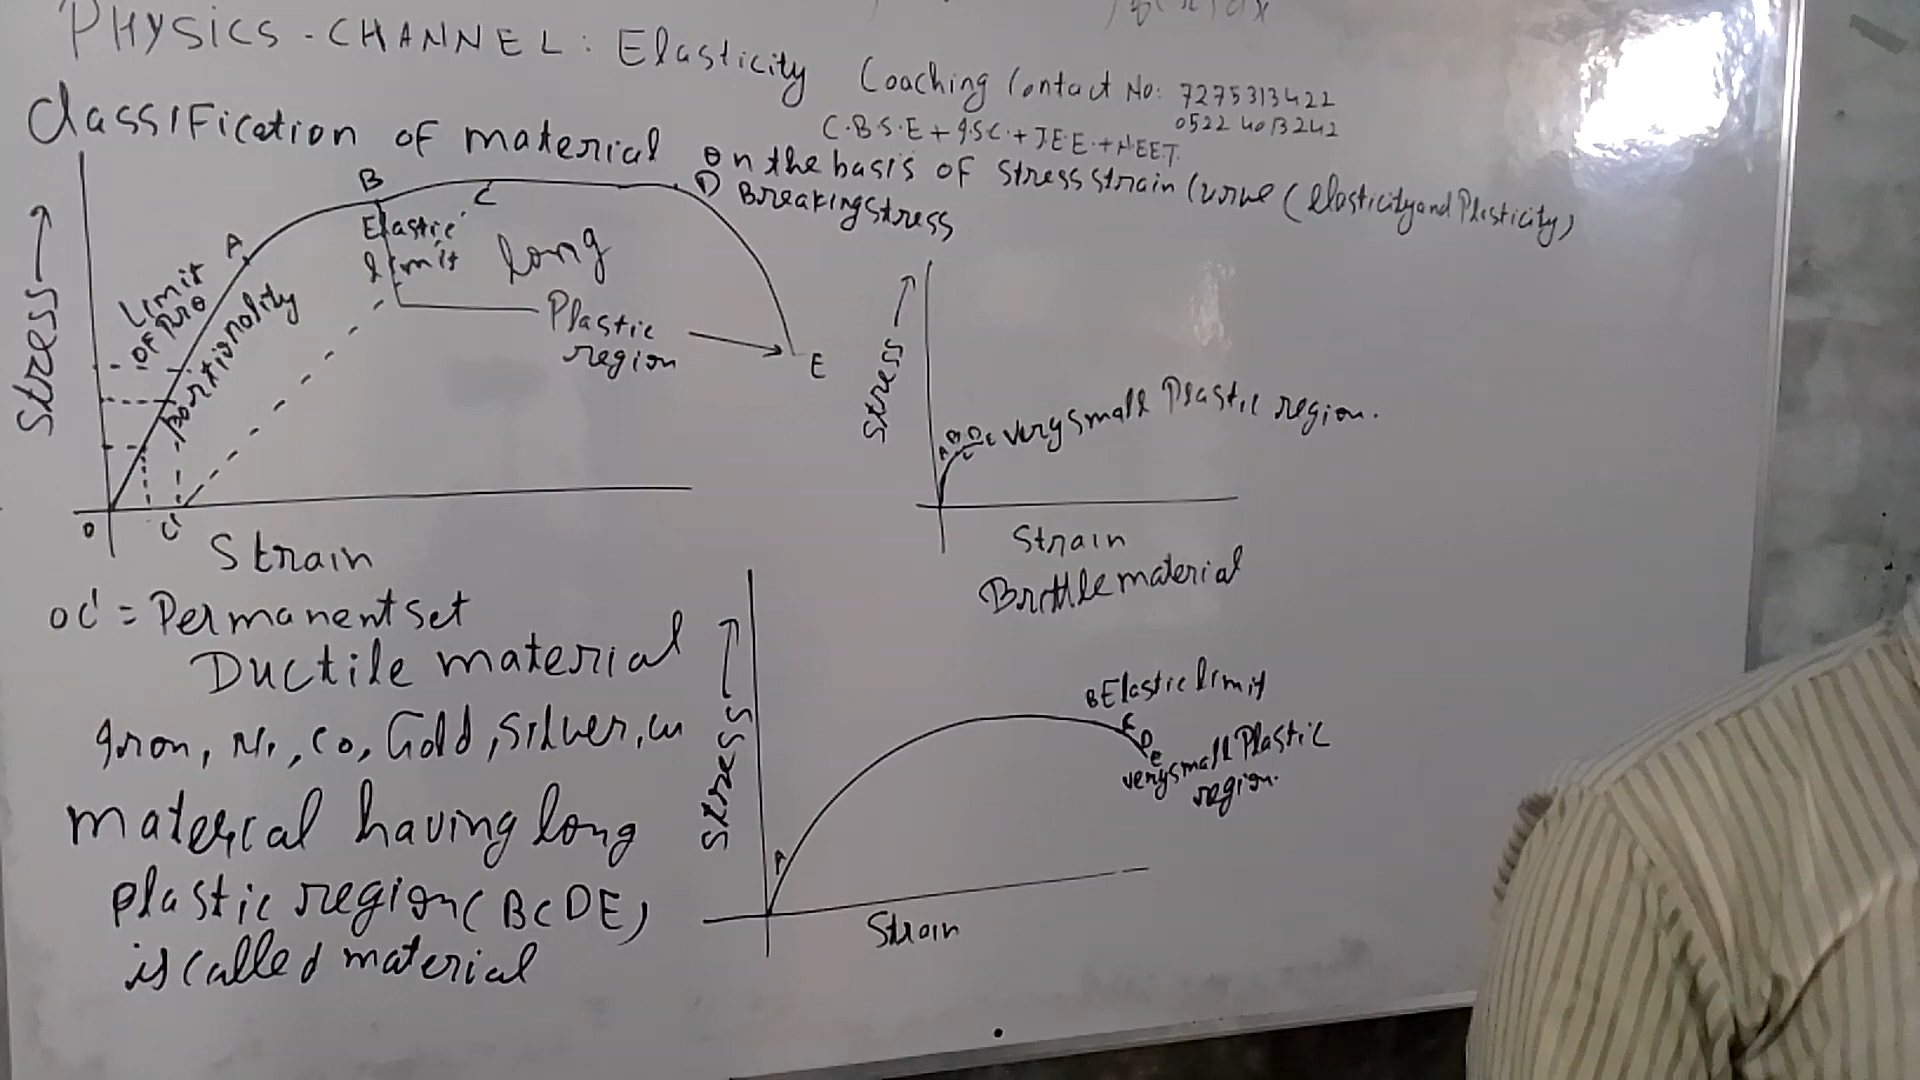 PHYSICS - CHANNEL : Elasticity
Coaching Contact No: 7275313422
0522 4013242
C.B.S.E + I.S.C. + J.E.E. + NEET
Classification of material on the basis of stress strain Curve (elasticity and Plasticity)
Stress
A
B
C
D Breaking stress
Elastic
limit
long
Limit
of Pro
portionality
Plastic
region
E
O
C'
Strain
OC' = Permanent set
Ductile material
Iron, Ni, Co, Gold, Silver, Cu
material having long
plastic region (BCDE)
is called material
Stress
A B D E very small Plastic region.
C
Strain
Brittle material
Stress
A
B Elastic limit
C
D
E
very small Plastic
region.
Strain